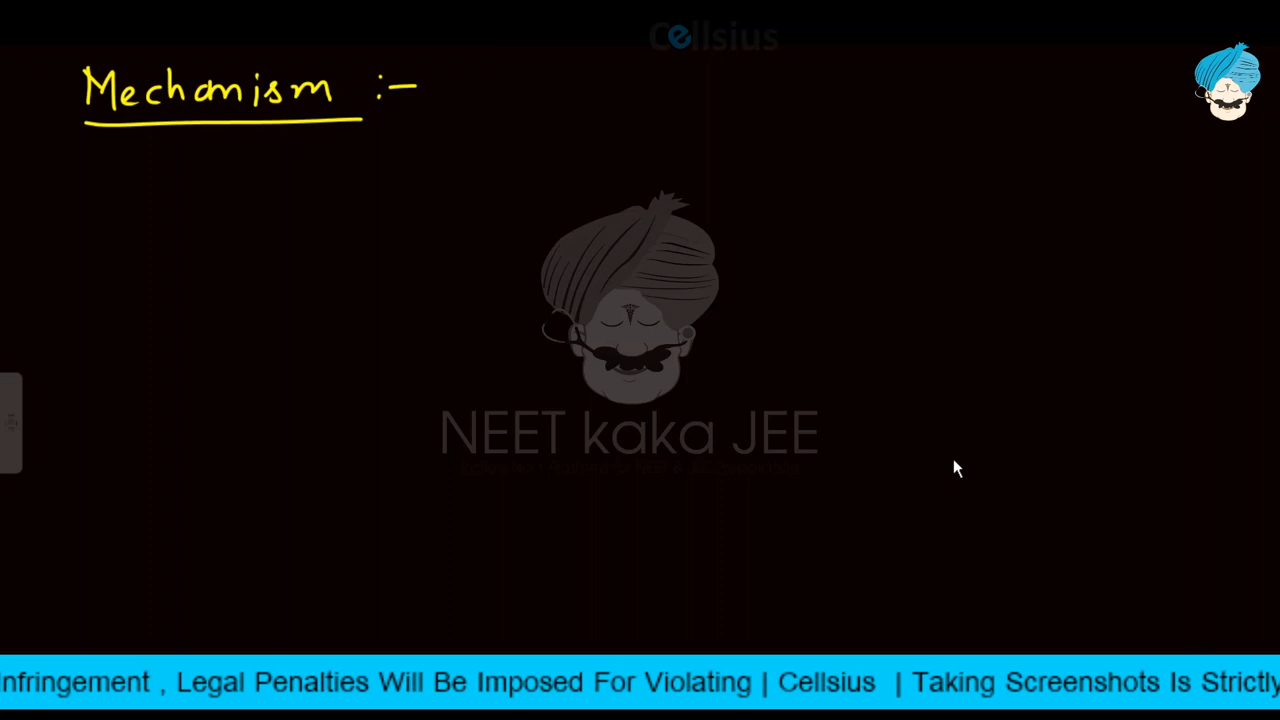 Cellsius
Mechanism :-
NEET kaka JEE
Infringement , Legal Penalties Will Be Imposed For Violating | Cellsius | Taking Screenshots Is Strictly